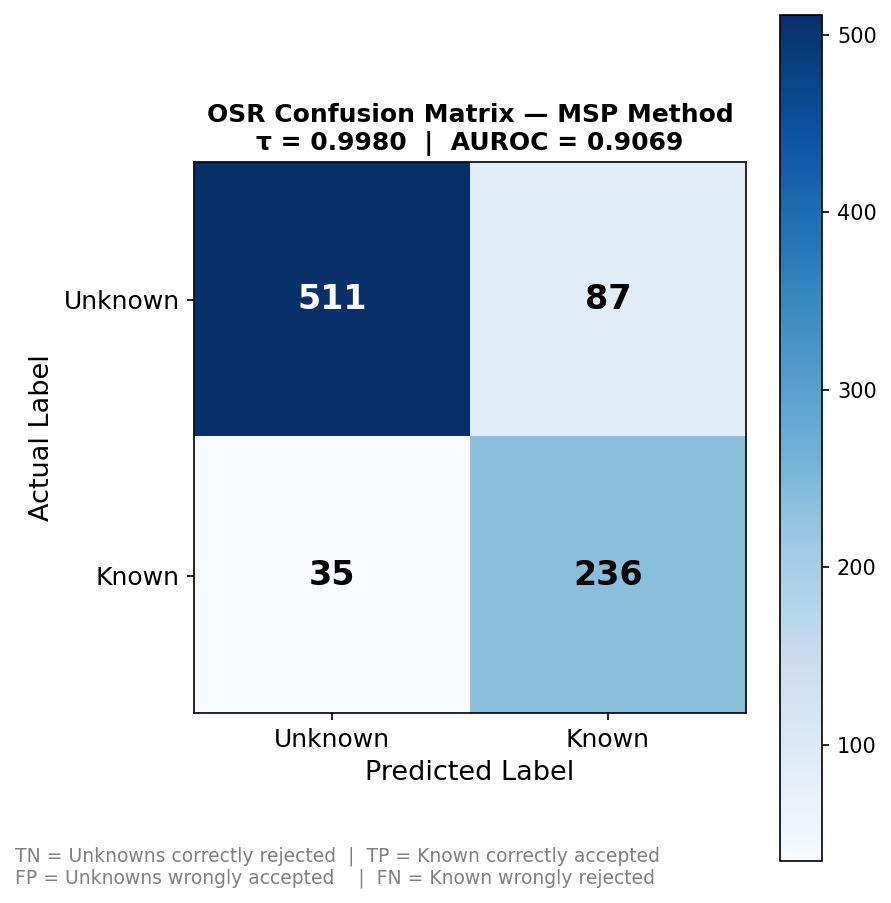 OSR Confusion Matrix — MSP Method
τ = 0.9980 | AUROC = 0.9069
500
400
300
200
100
Actual Label
Unknown
511
87
Known
35
236
Unknown
Known
Predicted Label
TN = Unknowns correctly rejected | TP = Known correctly accepted
FP = Unknowns wrongly accepted | FN = Known wrongly rejected